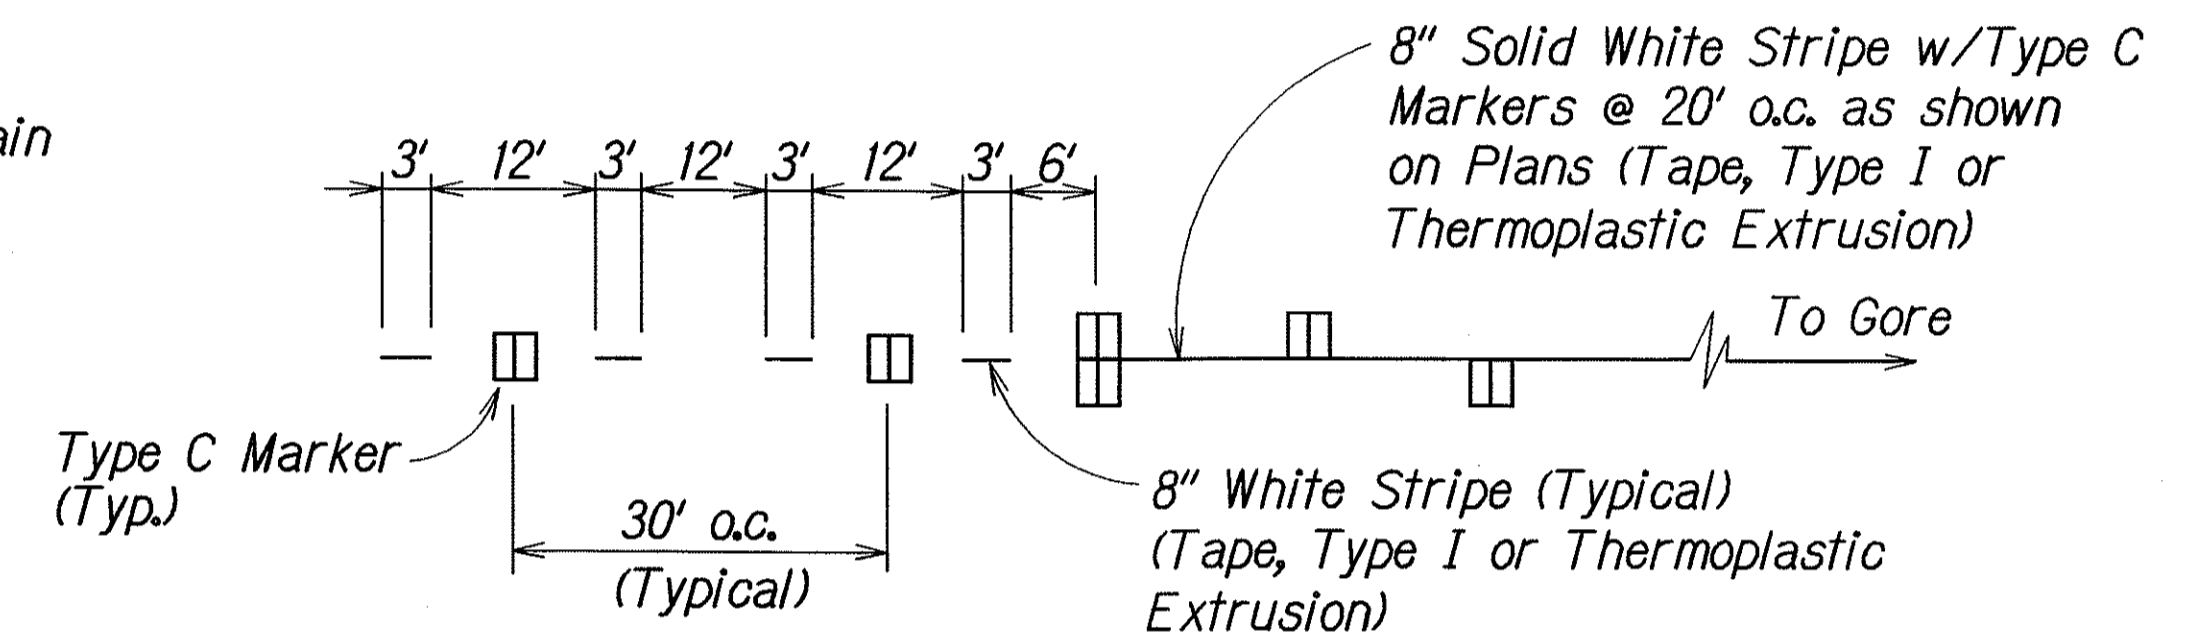 8" Solid White Stripe w/Type C
Markers @ 20' o.c. as shown
on Plans (Tape, Type I or
Thermoplastic Extrusion)
3' 12' 3' 12' 3' 12' 3' 6'
To Gore
Type C Marker
(Typ.)
30' o.c.
(Typical)
8" White Stripe (Typical)
(Tape, Type I or Thermoplastic
Extrusion)